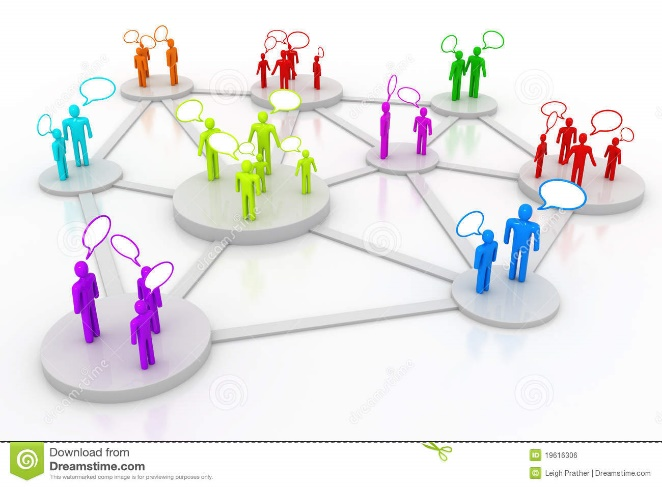 Download from
Dreamstime.com
This watermarked comp image is for previewing purposes only.
ID 19616306
© Leigh Prather | Dreamstime.com
dreamstime